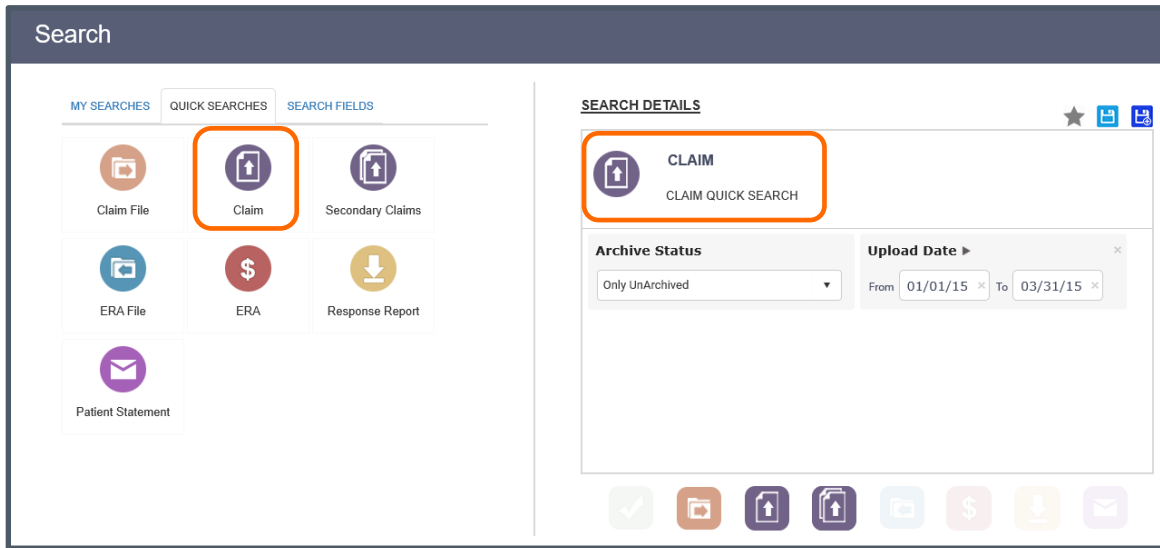 Search
MY SEARCHES QUICK SEARCHES SEARCH FIELDS
Claim File Claim Secondary Claims
ERA File ERA Response Report
Patient Statement
SEARCH DETAILS
CLAIM
CLAIM QUICK SEARCH
Archive Status
Only UnArchived
Upload Date
From 01/01/15 × To 03/31/15 ×